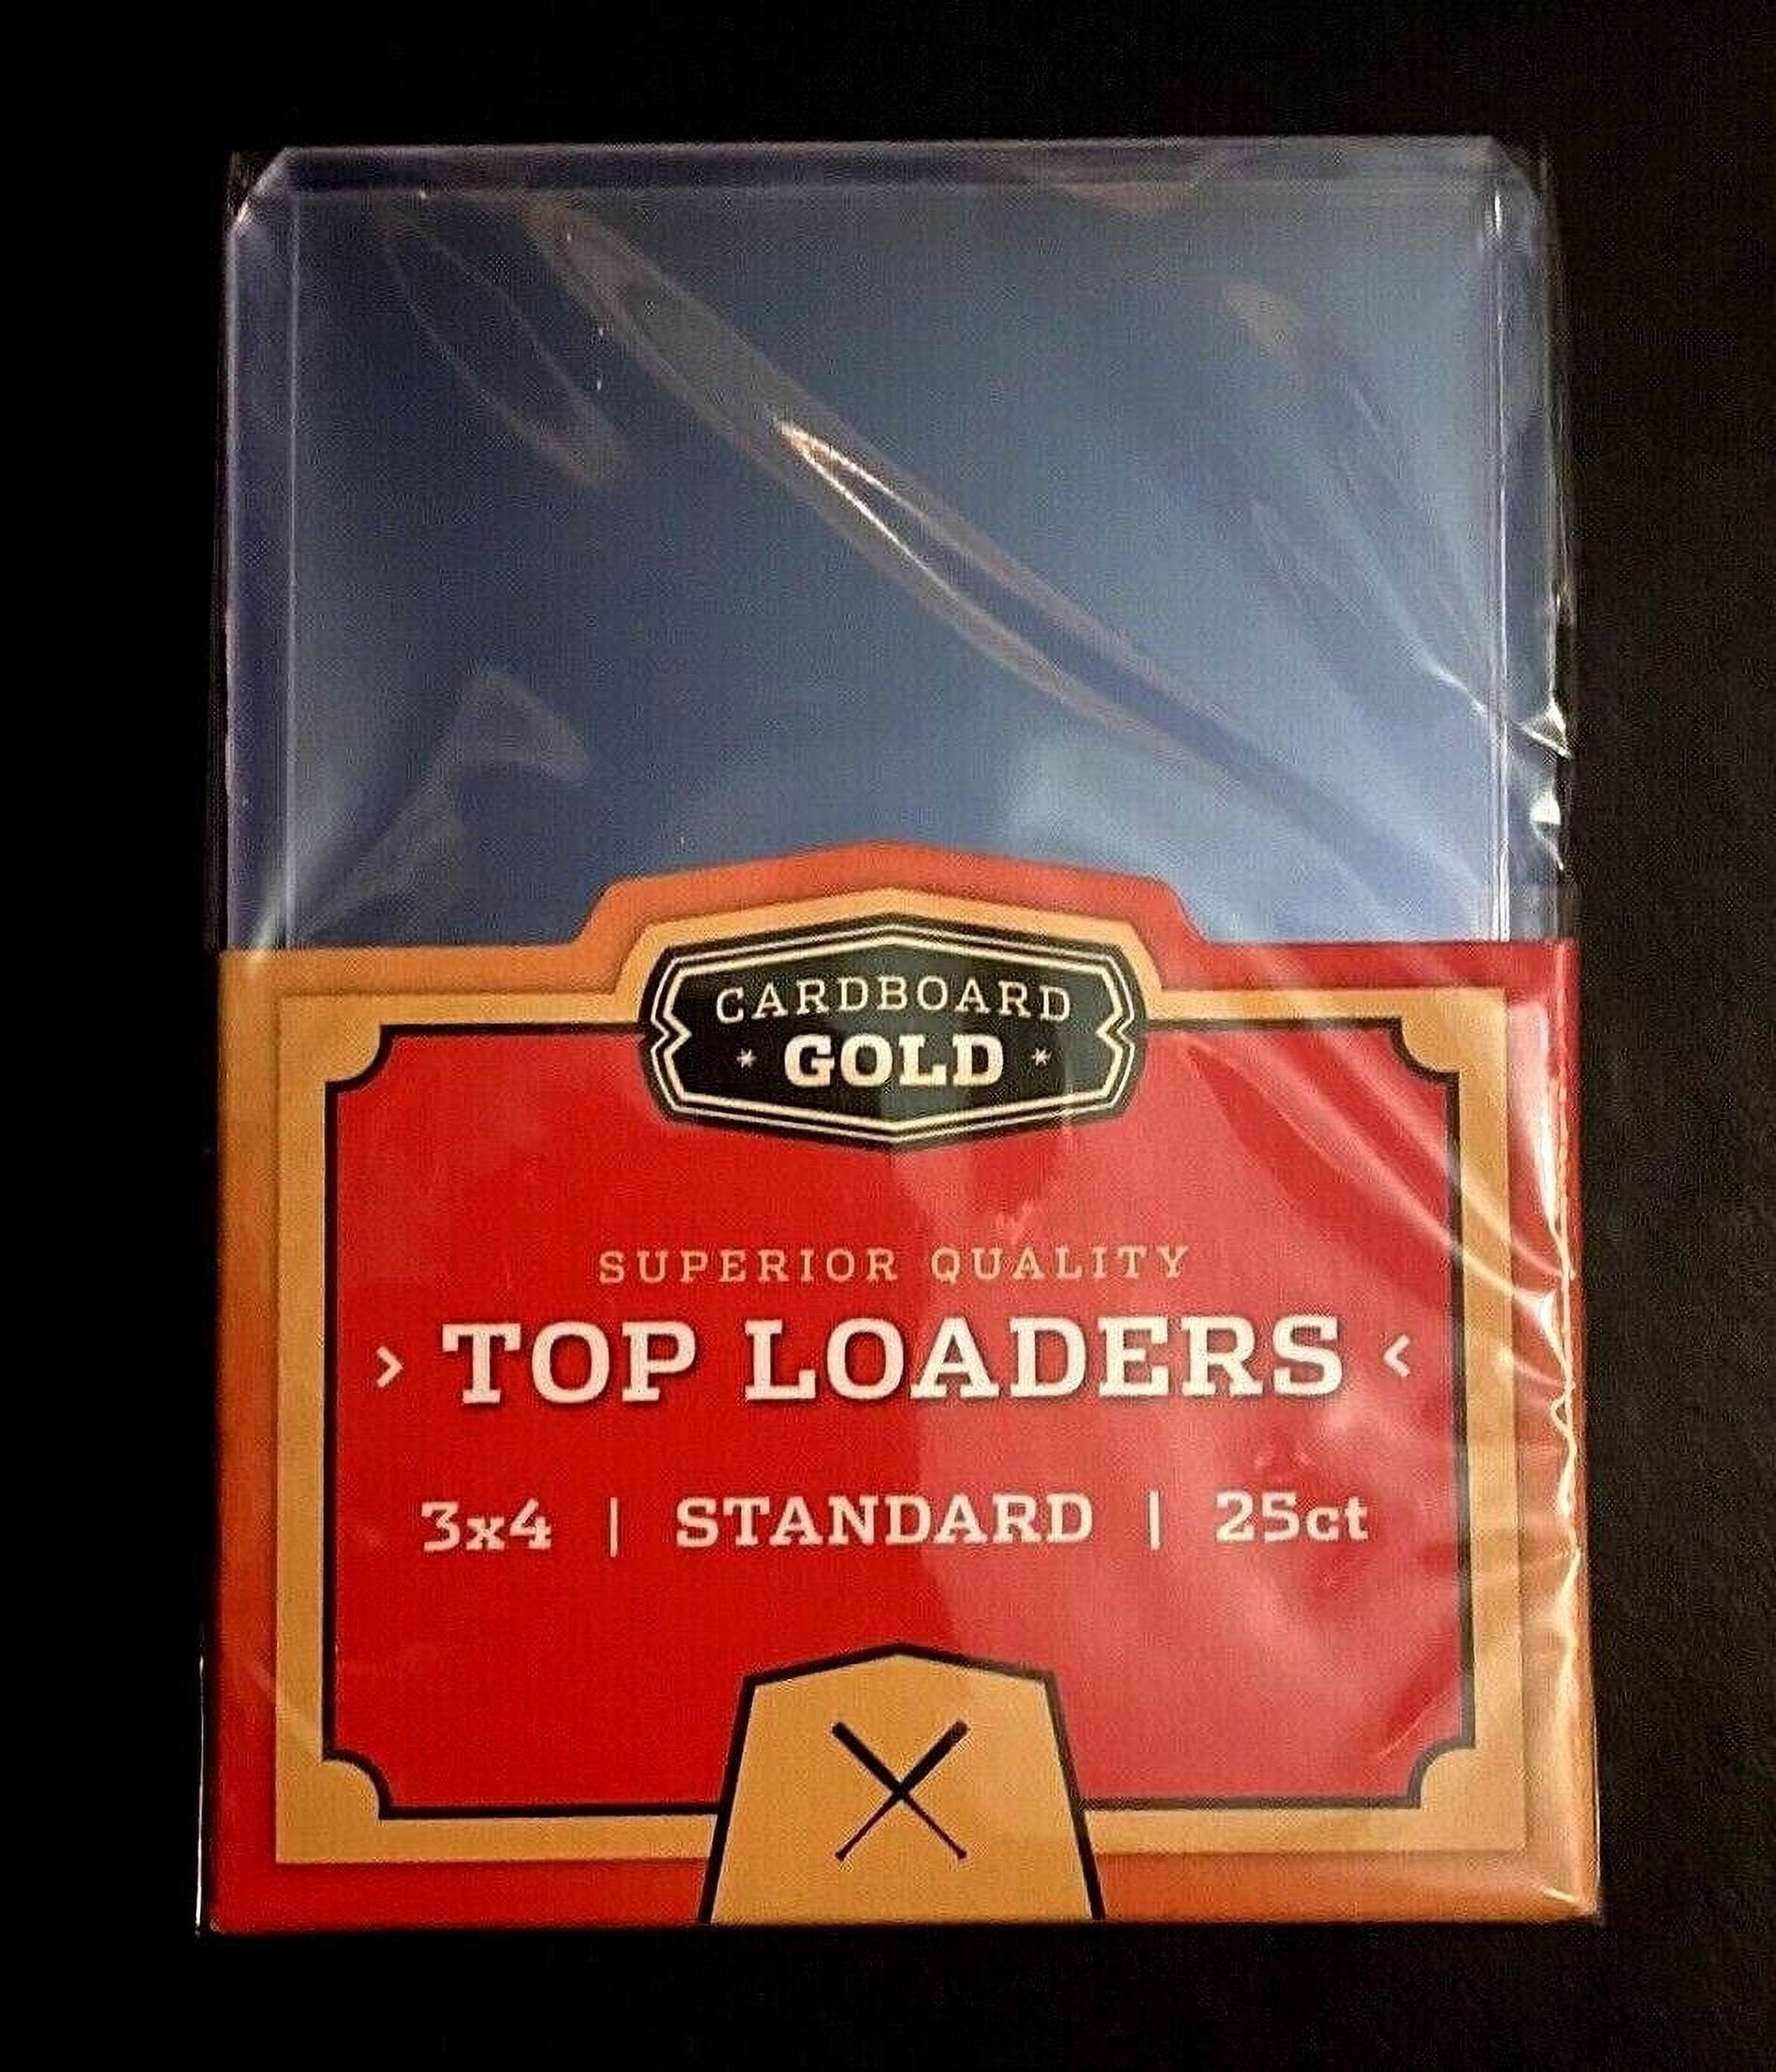 CARDBOARD
* GOLD *
SUPERIOR QUALITY
› TOP LOADERS ‹
3x4 | STANDARD | 25ct